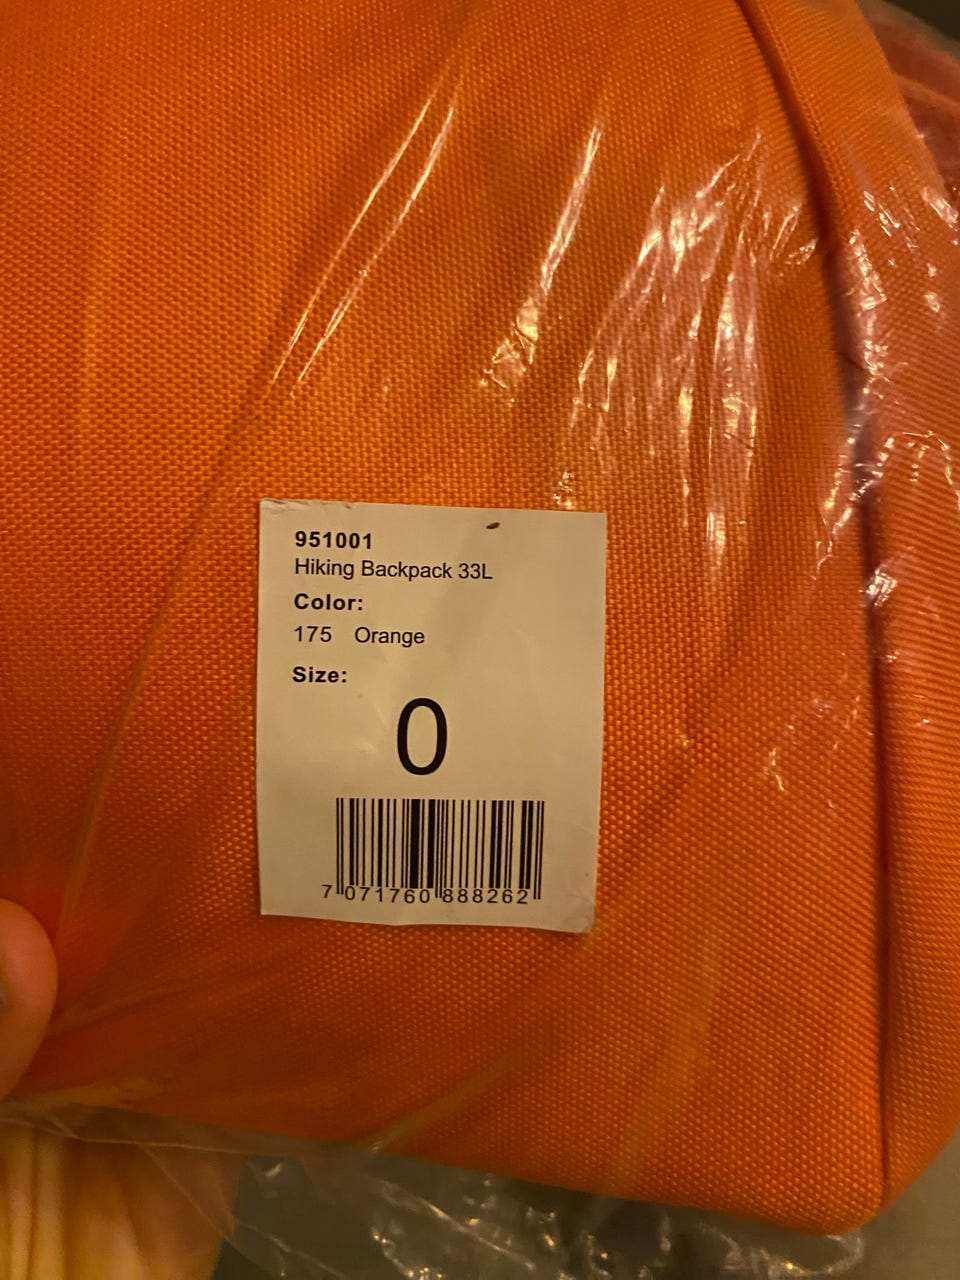 951001
Hiking Backpack 33L
Color:
175 Orange
Size:
0
7 071760 888262